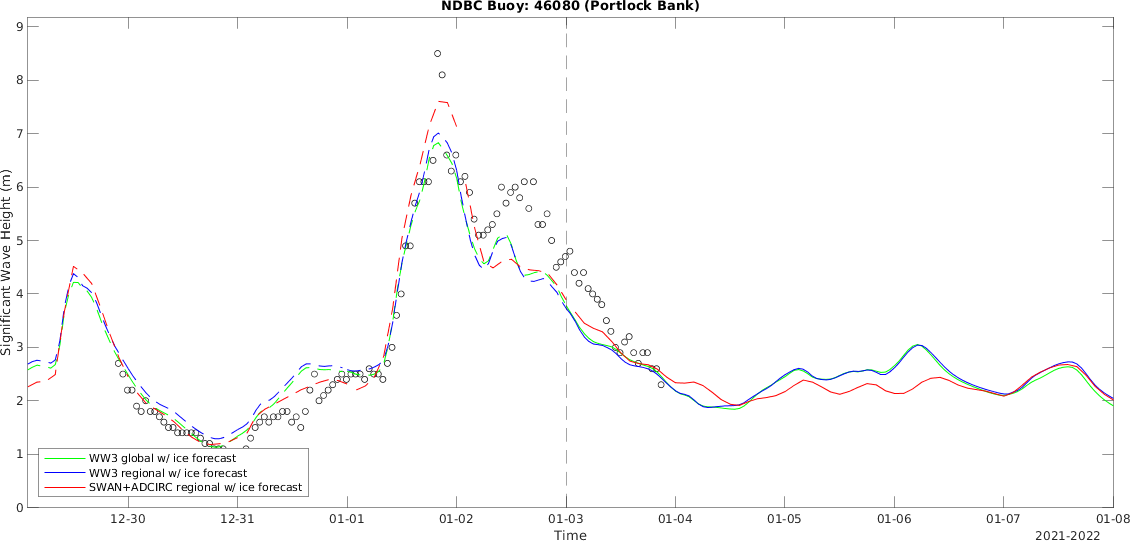 NDBC Buoy: 46080 (Portlock Bank)
9
8
7
6
5
4
3
2
1
0
Significant Wave Height (m)
WW3 global w/ ice forecast
WW3 regional w/ ice forecast
SWAN+ADCIRC regional w/ ice forecast
12-30 12-31 01-01 01-02 01-03 01-04 01-05 01-06 01-07 01-08
Time
2021-2022